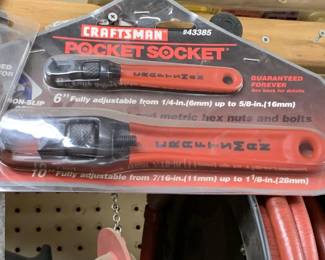 CRAFTSMAN
943385
POCKET SOCKET
GUARANTEED
FOREVER
CRAFTSMAN
NON-SLIP
6" Fully adjustable from 1/4-in.(6mm) up to 5/8-in.(16mm)
metric hex nuts and bolts
CRAFTSMAN
10" Fully adjustable from 7/16-in.(11mm) up to 1 1/8-in.(28mm)